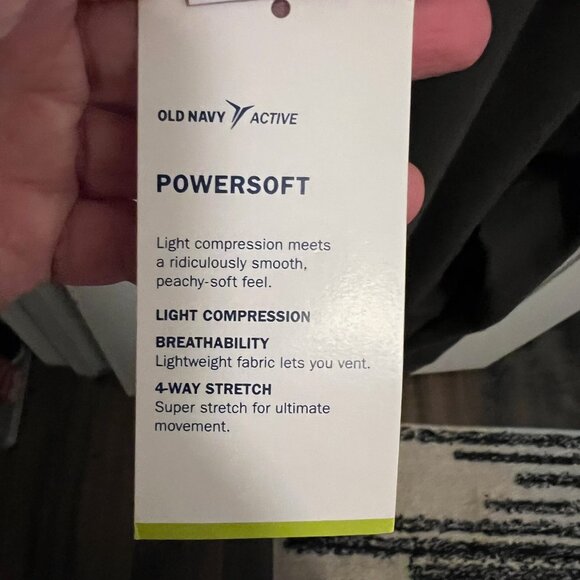 OLD NAVY ACTIVE
POWERSOFT
Light compression meets
a ridiculously smooth,
peachy-soft feel.
LIGHT COMPRESSION
BREATHABILITY
Lightweight fabric lets you vent.
4-WAY STRETCH
Super stretch for ultimate
movement.